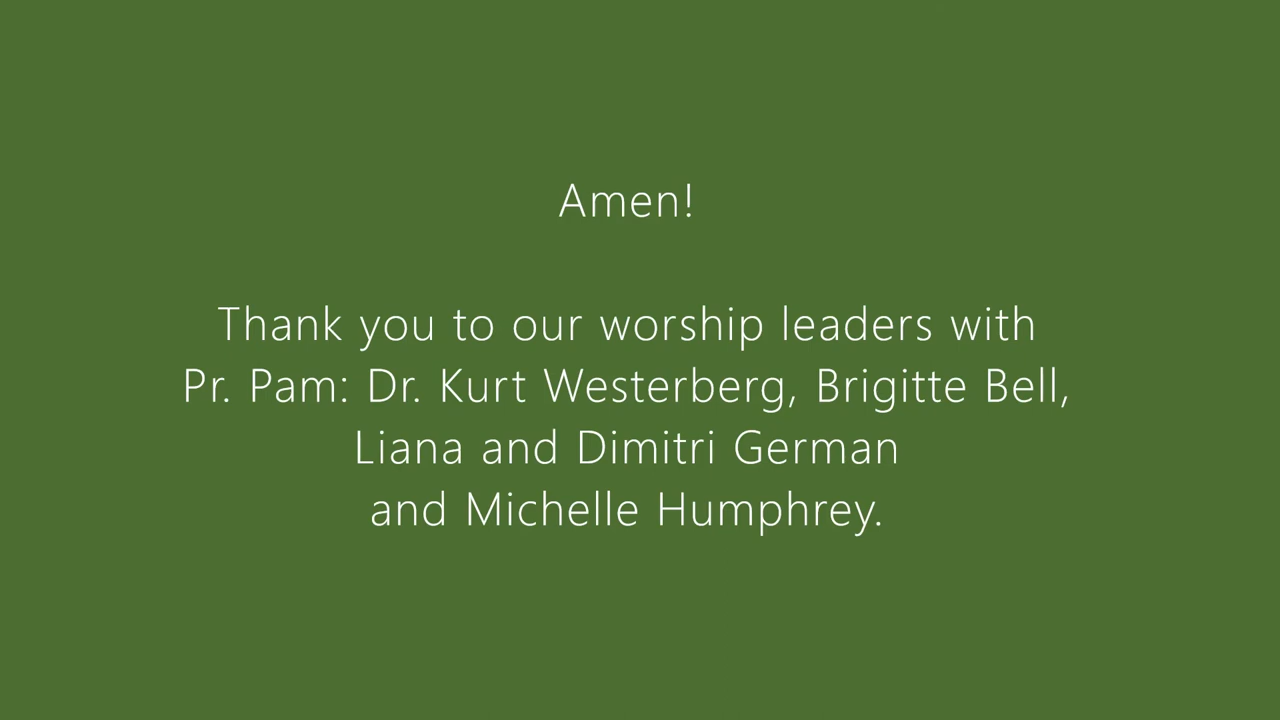 Amen!
Thank you to our worship leaders with
Pr. Pam: Dr. Kurt Westerberg, Brigitte Bell,
Liana and Dimitri German
and Michelle Humphrey.